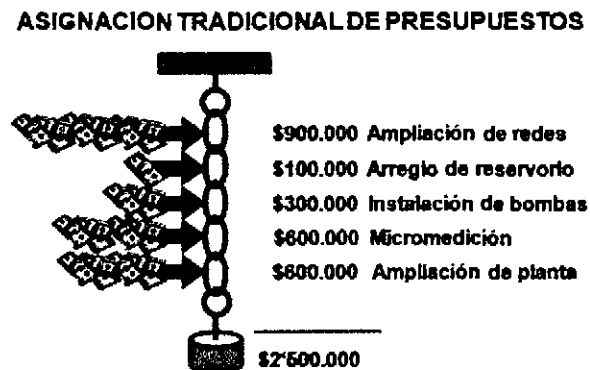 ASIGNACION TRADICIONAL DE PRESUPUESTOS
$900.000 Ampliación de redes
$100.000 Arreglo de reservorio
$300.000 Instalación de bombas
$600.000 Micromedición
$600.000 Ampliación de planta
$2'500.000